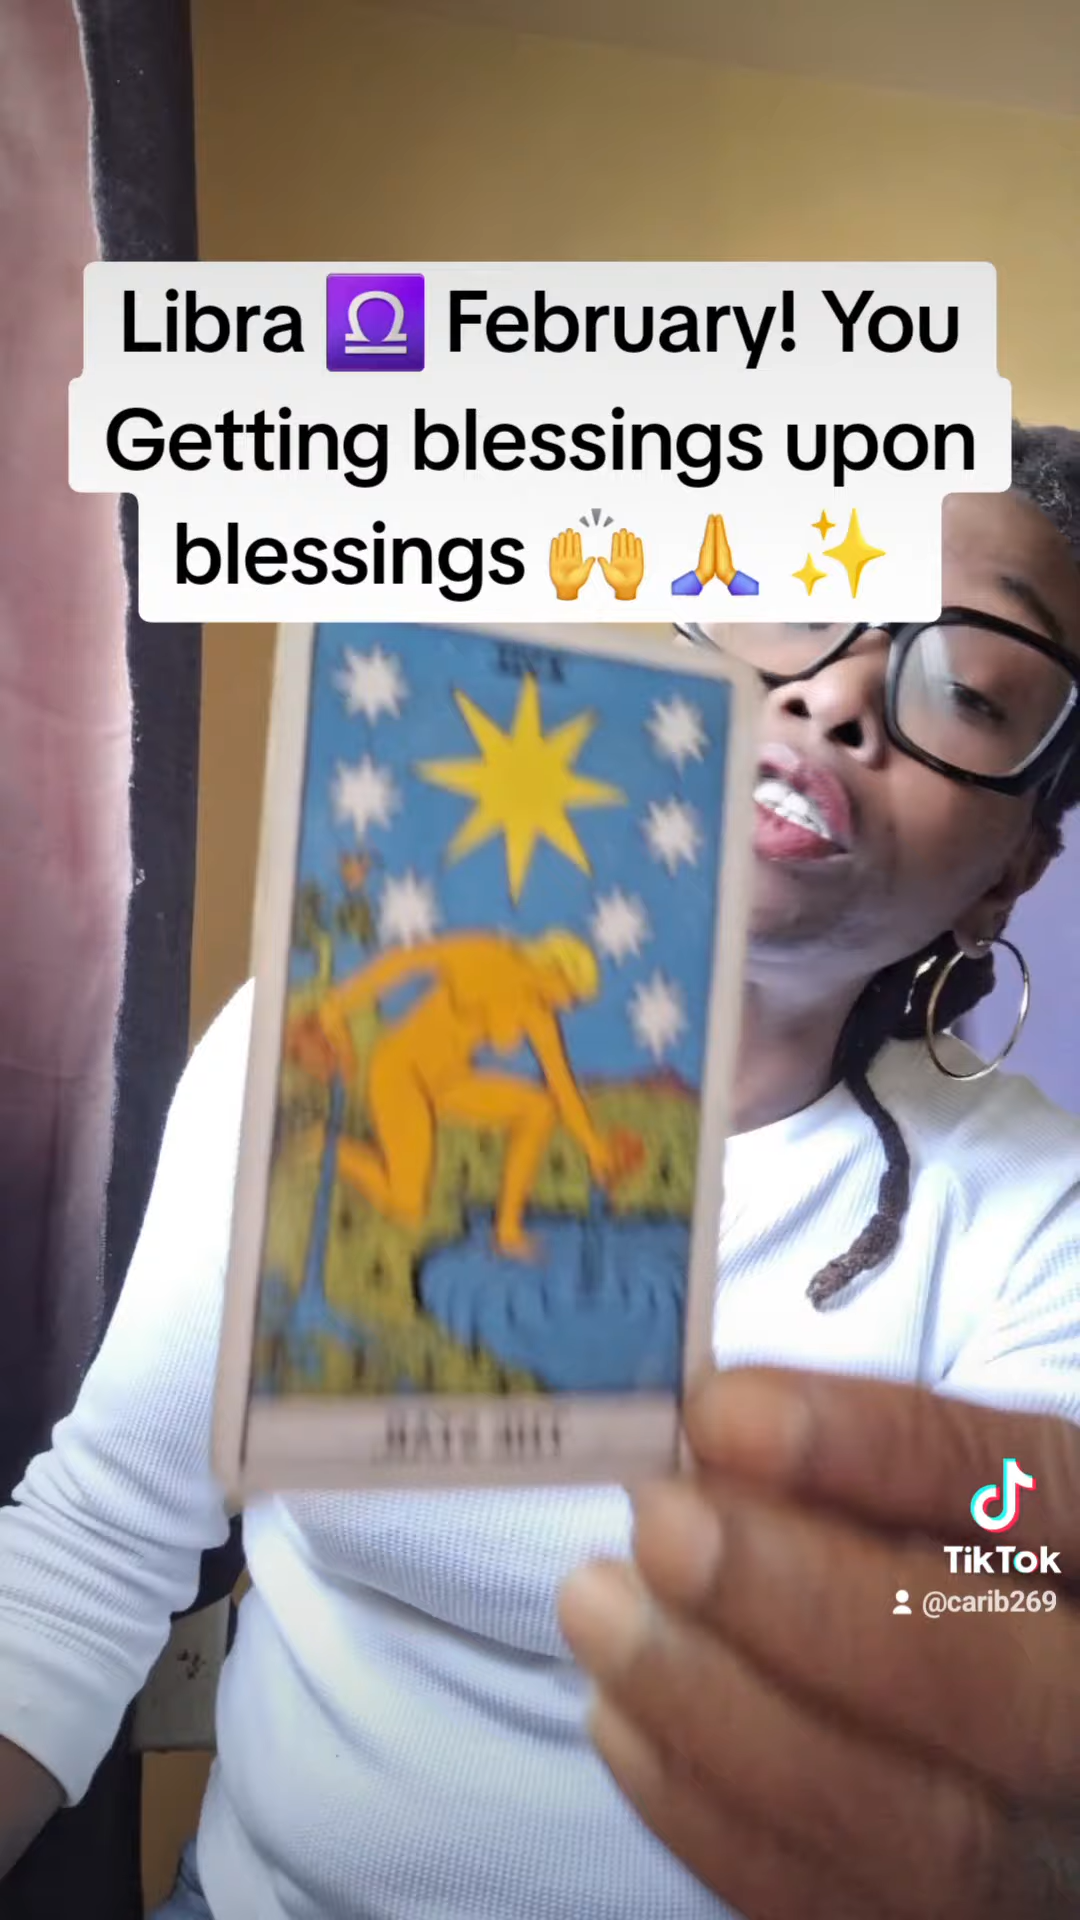 Libra ♎ February! You
Getting blessings upon
blessings 🙌 🙏 ✨
TikTok
@carib269